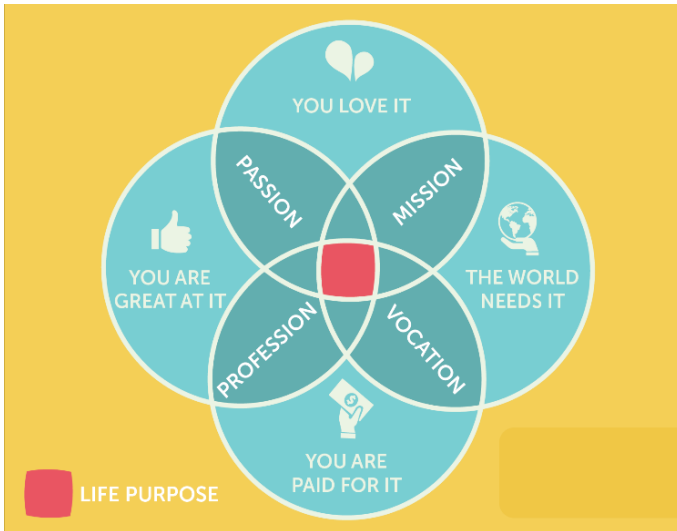 YOU LOVE IT
PASSION
MISSION
YOU ARE
GREAT AT IT
THE WORLD
NEEDS IT
PROFESSION
VOCATION
YOU ARE
PAID FOR IT
LIFE PURPOSE
$